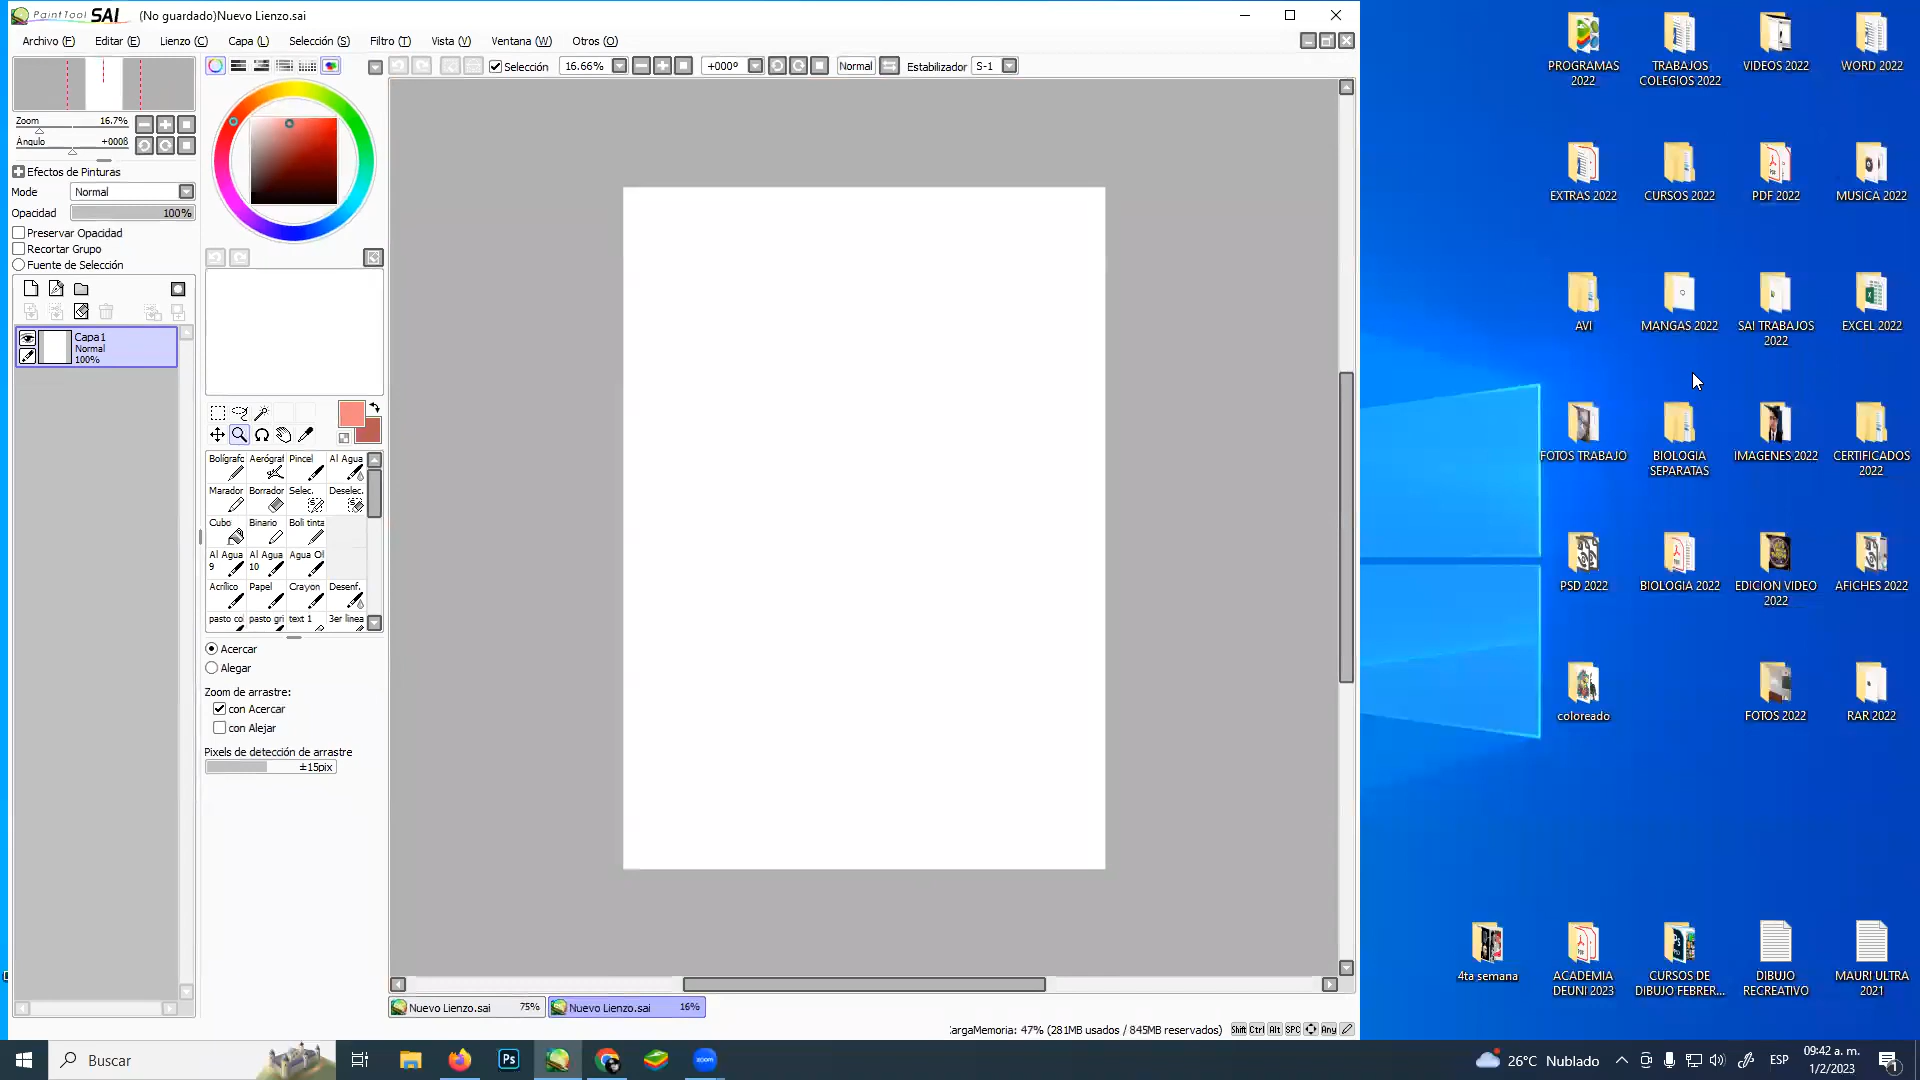 PaintTool SAI (No guardado)Nuevo Lienzo.sai
Archivo (F) Editar (E) Lienzo (C) Capa (L) Selección (S) Filtro (T) Vista (V) Ventana (W) Otros (O)
Selección 16.66% +000º Normal Estabilizador S-1
Zoom 16.7%
Ángulo +0008
Efectos de Pinturas
Mode Normal
Opacidad 100%
Preservar Opacidad
Recortar Grupo
Fuente de Selección
Capa1
Normal
100%
Bolígrafo Aerógraf Pincel Al Agua
Marador Borrador Selec. Deselec.
Cubo Binario Boli tinta
Al Agua 9 Al Agua 10 Agua Ol
Acrílico Papel Crayon Desenf.
pasto co pasto gri text 1 3er linea
Acercar
Alegar
Zoom de arrastre:
con Acercar
con Alejar
Pixels de detección de arrastre
±15pix
Nuevo Lienzo.sai 75% Nuevo Lienzo.sai 16%
CargaMemoria: 47% (281MB usados / 845MB reservados) Shift Ctrl Alt SPC Any
PROGRAMAS 2022
TRABAJOS COLEGIOS 2022
VIDEOS 2022
WORD 2022
EXTRAS 2022
CURSOS 2022
PDF 2022
MUSICA 2022
AVI
MANGAS 2022
SAI TRABAJOS 2022
EXCEL 2022
FOTOS TRABAJO
BIOLOGIA SEPARATAS
IMAGENES 2022
CERTIFICADOS 2022
PSD 2022
BIOLOGIA 2022
EDICION VIDEO 2022
AFICHES 2022
coloreado
FOTOS 2022
RAR 2022
4ta semana
ACADEMIA DEUNI 2023
CURSOS DE DIBUJO FEBRER...
DIBUJO RECREATIVO
MAURI ULTRA 2021
Buscar
Ps
zoom
26°C Nublado
ESP
09:42 a. m.
1/2/2023
1